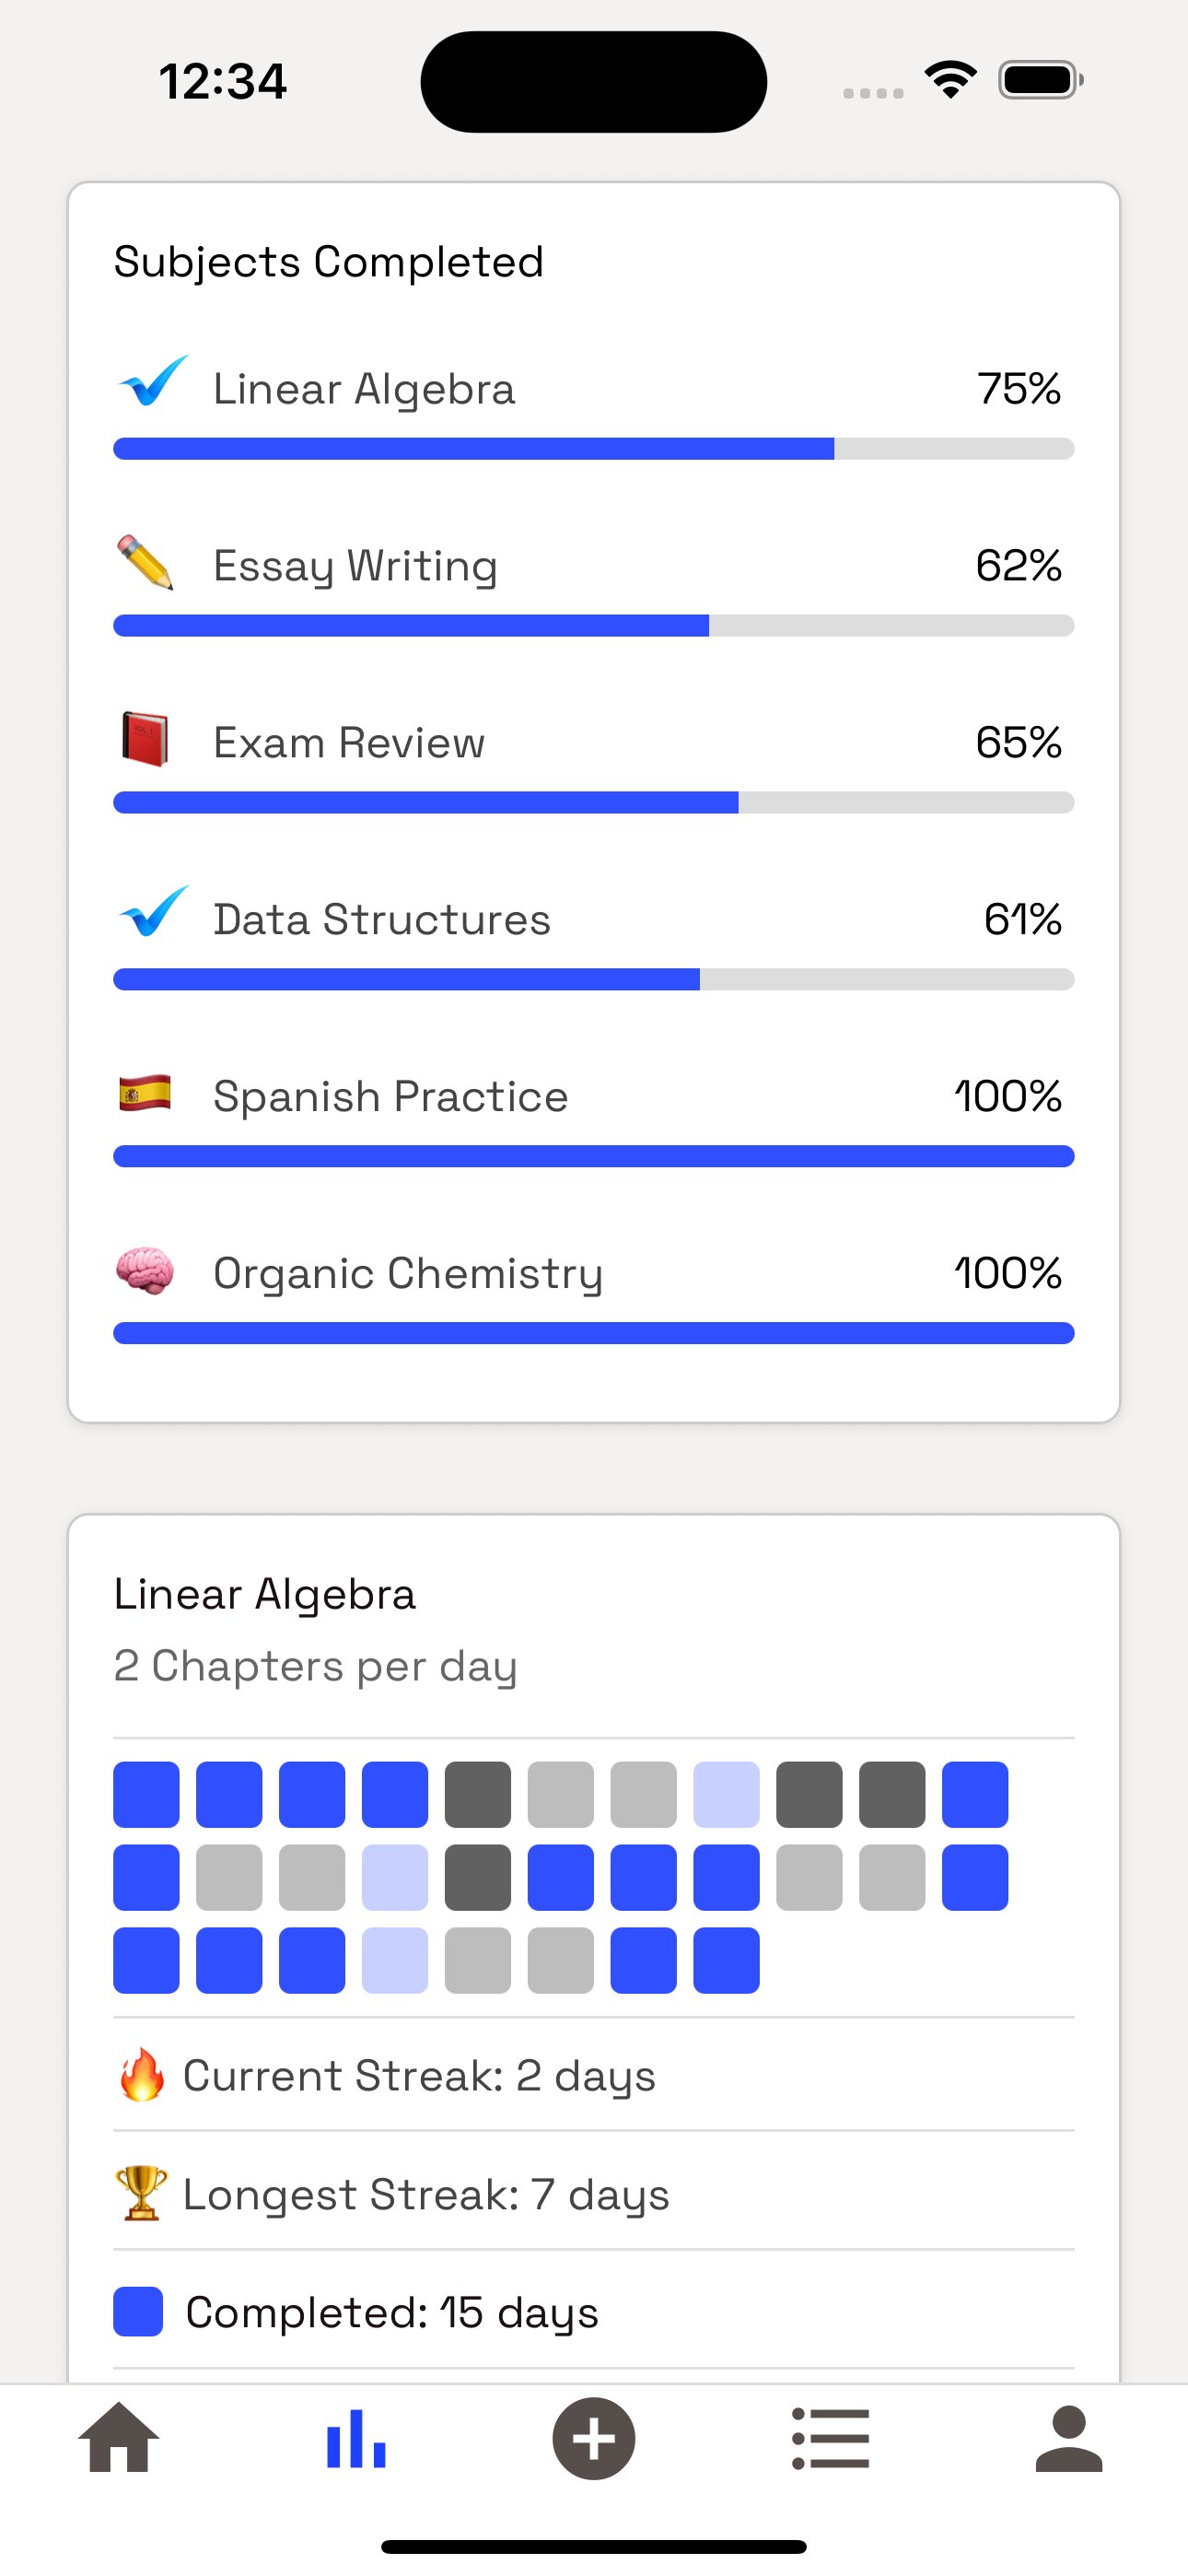 12:34
Subjects Completed
Linear Algebra 75%
Essay Writing 62%
Exam Review 65%
Data Structures 61%
Spanish Practice 100%
Organic Chemistry 100%
Linear Algebra
2 Chapters per day
Current Streak: 2 days
Longest Streak: 7 days
Completed: 15 days